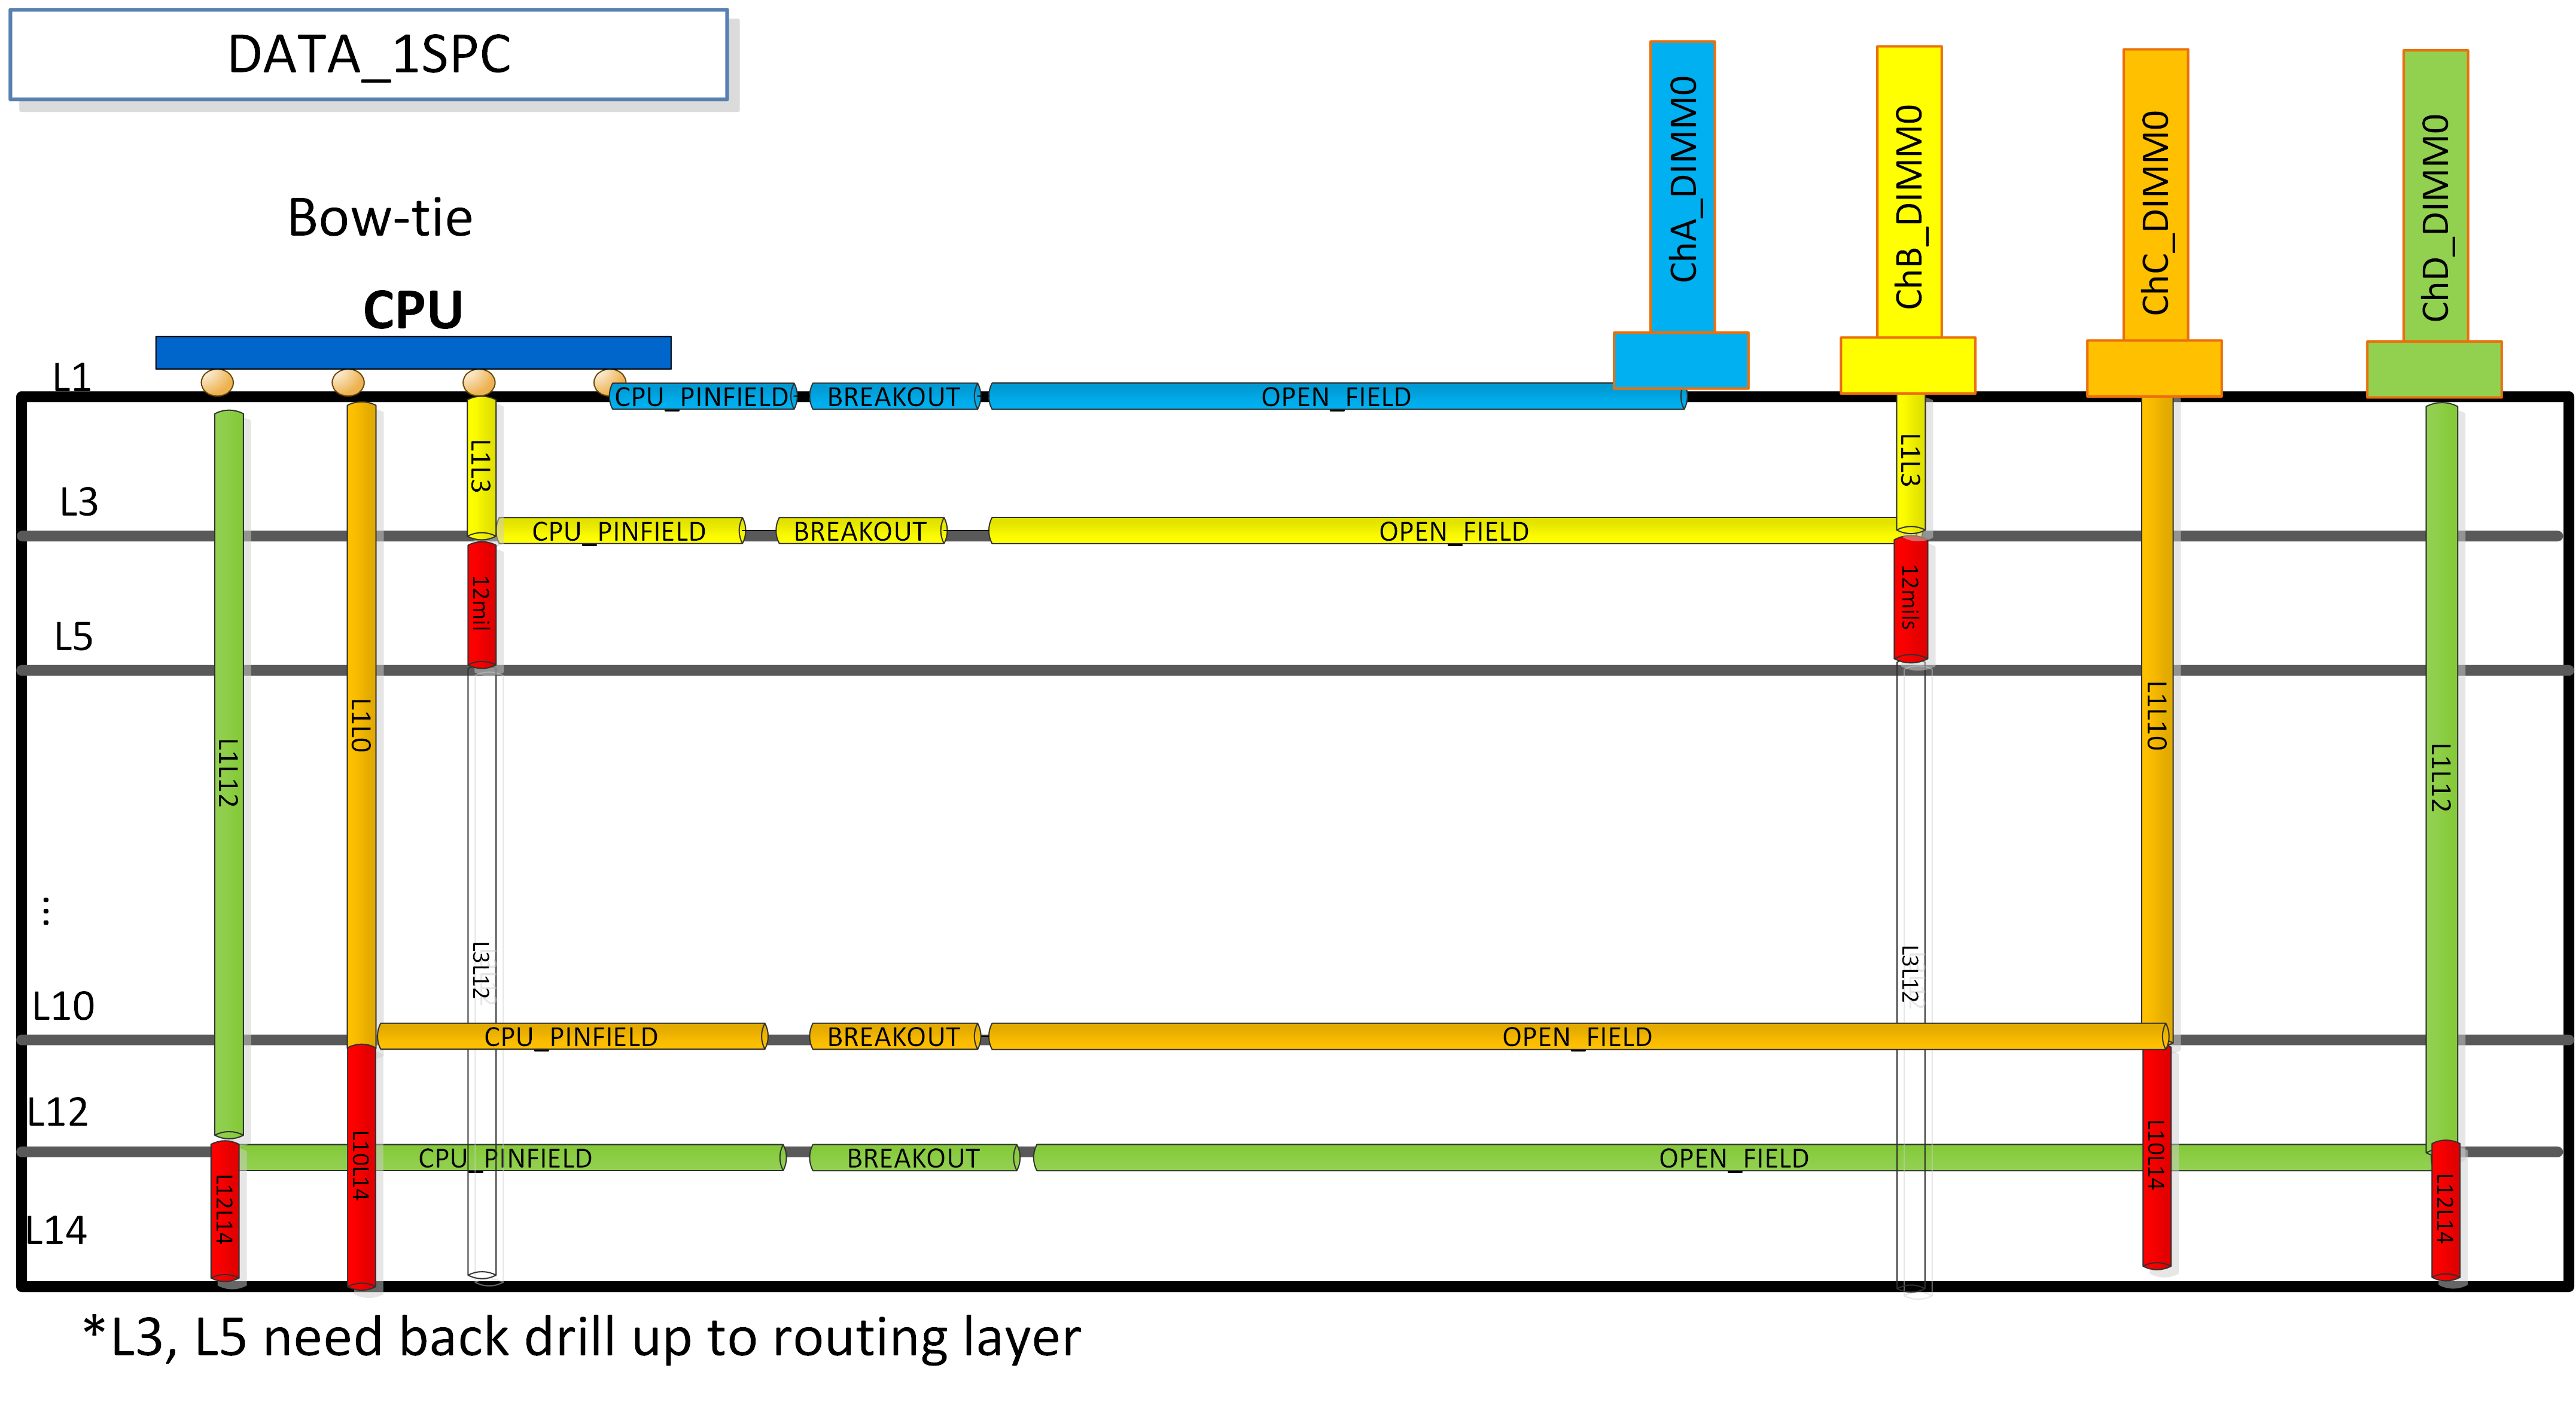 DATA_1SPC
Bow-tie
CPU
ChA_DIMM0
ChB_DIMM0
ChC_DIMM0
ChD_DIMM0
L1
CPU_PINFIELD
BREAKOUT
OPEN_FIELD
L1L3
L1L3
L3
CPU_PINFIELD
BREAKOUT
OPEN_FIELD
12mil
12mils
L5
L1L12
L1L0
L1L10
L1L12
...
L3L12
L3L12
L10
CPU_PINFIELD
BREAKOUT
OPEN_FIELD
L12
CPU_PINFIELD
BREAKOUT
OPEN_FIELD
L12L14
L10L14
L10L14
L12L14
L14
*L3, L5 need back drill up to routing layer